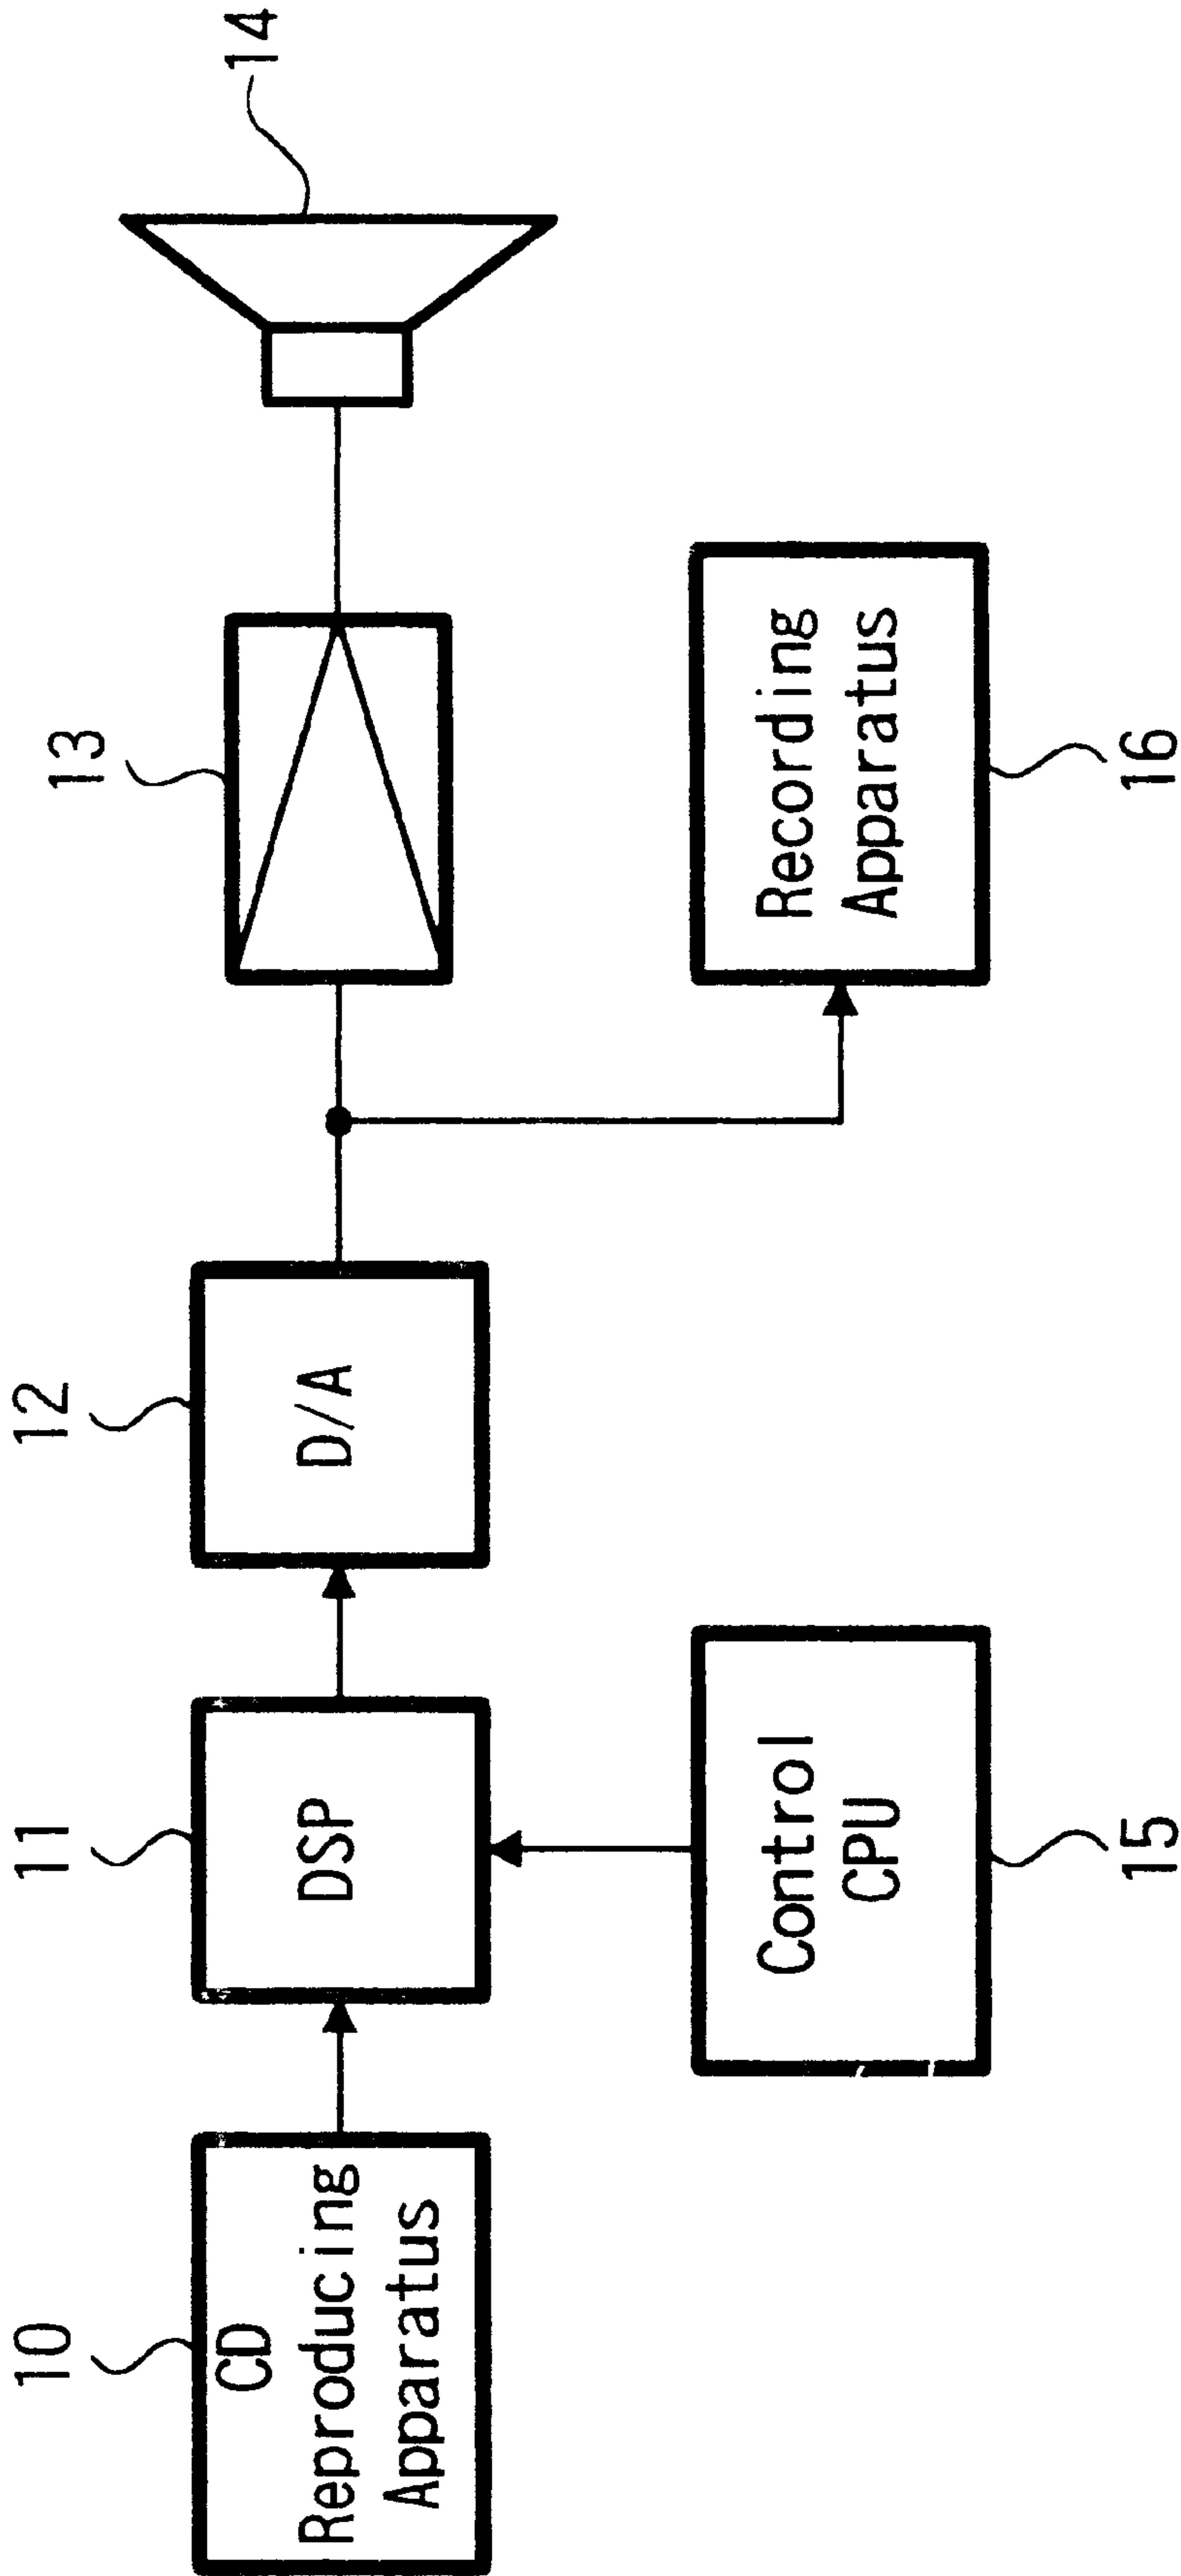 10
CD
Reproducing
Apparatus
11
DSP
12
D/A
13
14
Control
CPU
15
Recording
Apparatus
16